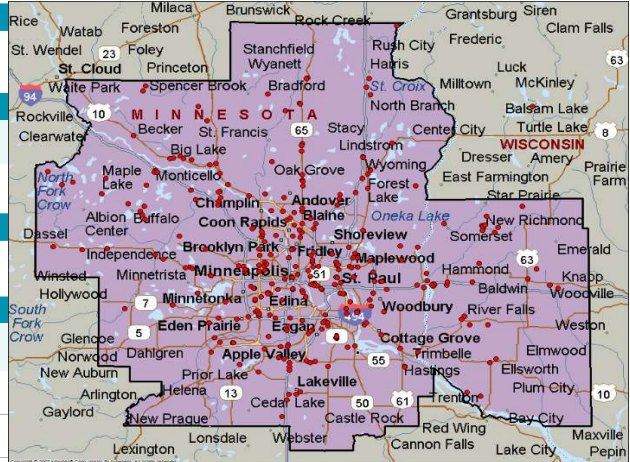 Milaca Brunswick Siren
Rice Rock Creek Grantsburg Clam Falls
Watab Foreston
St. Wendel 23 Foley Stanchfield Rush City Frederic
St. Cloud Princeton Wyanett Harris Luck 63
94 Waite Park Spencer Brook Bradford St. Croix Milltown McKinley
Rockville 10 MINNESOTA North Branch Balsam Lake
Clearwater Becker St. Francis 65 Stacy Center City Turtle Lake 8
Big Lake Lindstrom WISCONSIN
North Fork Crow Maple Lake Monticello Oak Grove Wyoming Dresser Amery Prairie Farm
Forest Lake East Farmington
Champlin Andover Star Prairie
Albion Center Buffalo Coon Rapids Blaine Oneka Lake New Richmond
Dassel Brooklyn Park Fridley Shoreview Somerset
Independence Maplewood 63 Emerald
Winsted Minnetrista Minneapolis 51 St. Paul Hammond Knapp
Hollywood 7 Minnetonka Edina Baldwin Woodville
South Fork Crow 5 Eden Prairie Eagan 494 Woodbury River Falls Weston
Glencoe Cottage Grove
Norwood Dahlgren Apple Valley 55 Trimbelle Elmwood
New Auburn Prior Lake Hastings Ellsworth
Arlington Helena 13 Lakeville Plum City
Gaylord Cedar Lake 50 61 Trenton 10
New Prague Castle Rock Bay City
Lonsdale Webster Red Wing Maxville
Lexington Cannon Falls Lake City Pepin